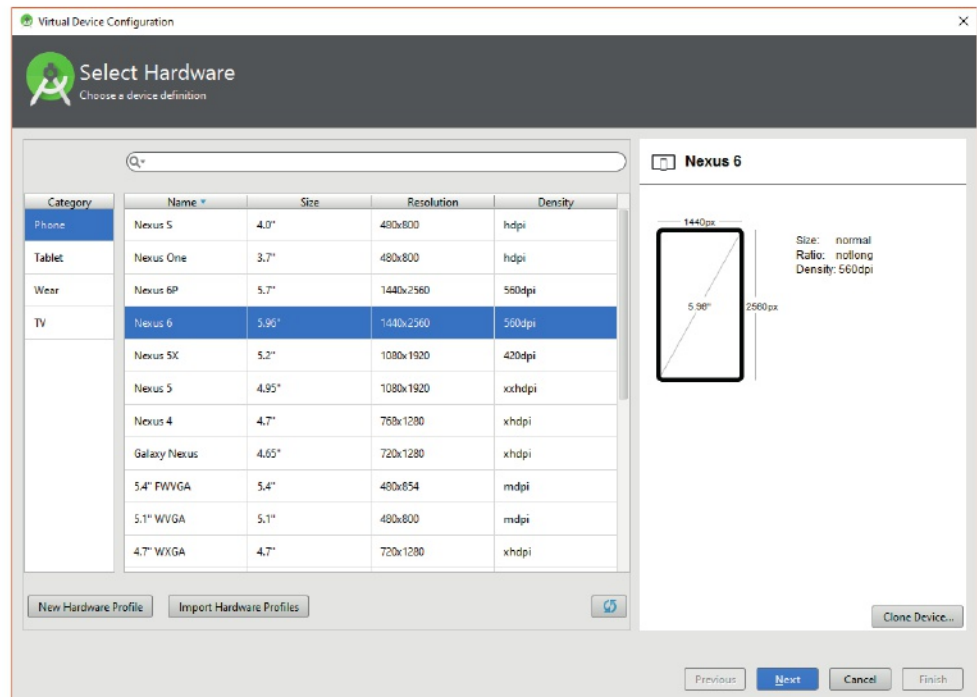 Virtual Device Configuration
Select Hardware
Choose a device definition
Category
Phone
Tablet
Wear
TV
Name Size Resolution Density
Nexus S 4.0" 480x800 hdpi
Nexus One 3.7" 480x800 hdpi
Nexus 6P 5.7" 1440x2560 560dpi
Nexus 6 5.96" 1440x2560 560dpi
Nexus 5X 5.2" 1080x1920 420dpi
Nexus 5 4.95" 1080x1920 xxhdpi
Nexus 4 4.7" 768x1280 xhdpi
Galaxy Nexus 4.65" 720x1280 xhdpi
5.4" FWVGA 5.4" 480x854 mdpi
5.1" WVGA 5.1" 480x800 mdpi
4.7" WXGA 4.7" 720x1280 xhdpi
New Hardware Profile Import Hardware Profiles
Nexus 6
1440px
5.96"
2560px
Size: normal
Ratio: notlong
Density: 560dpi
Clone Device...
Previous Next Cancel Finish